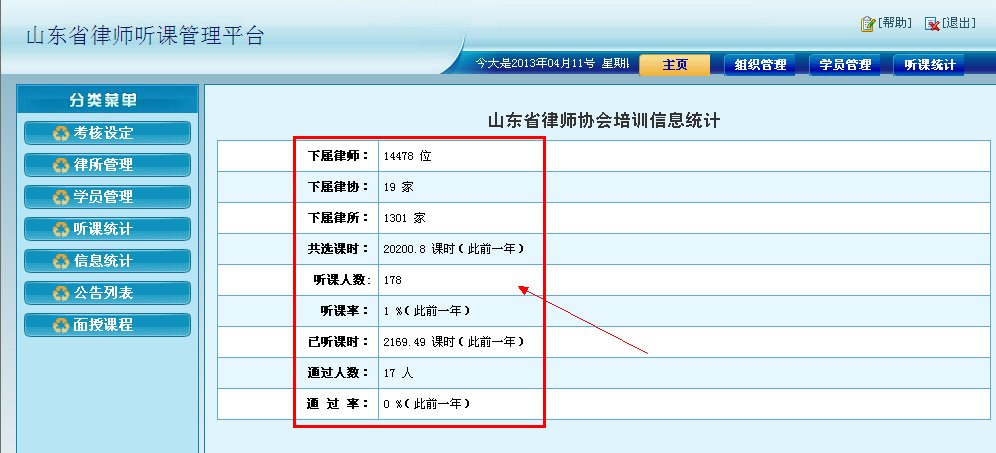 山东省律师听课管理平台
[帮助] [退出]
今天是2013年04月11号 星期
主页 组织管理 学员管理 听课统计
分类菜单
考核设定
律所管理
学员管理
听课统计
信息统计
公告列表
面授课程
山东省律师协会培训信息统计
下属律师： 14478 位
下属律协： 19 家
下属律所： 1301 家
共选课时： 20200.8 课时(此前一年)
听课人数: 178
听课率： 1 %(此前一年)
已听课时： 2169.49 课时(此前一年)
通过人数： 17 人
通 过 率： 0 %(此前一年)